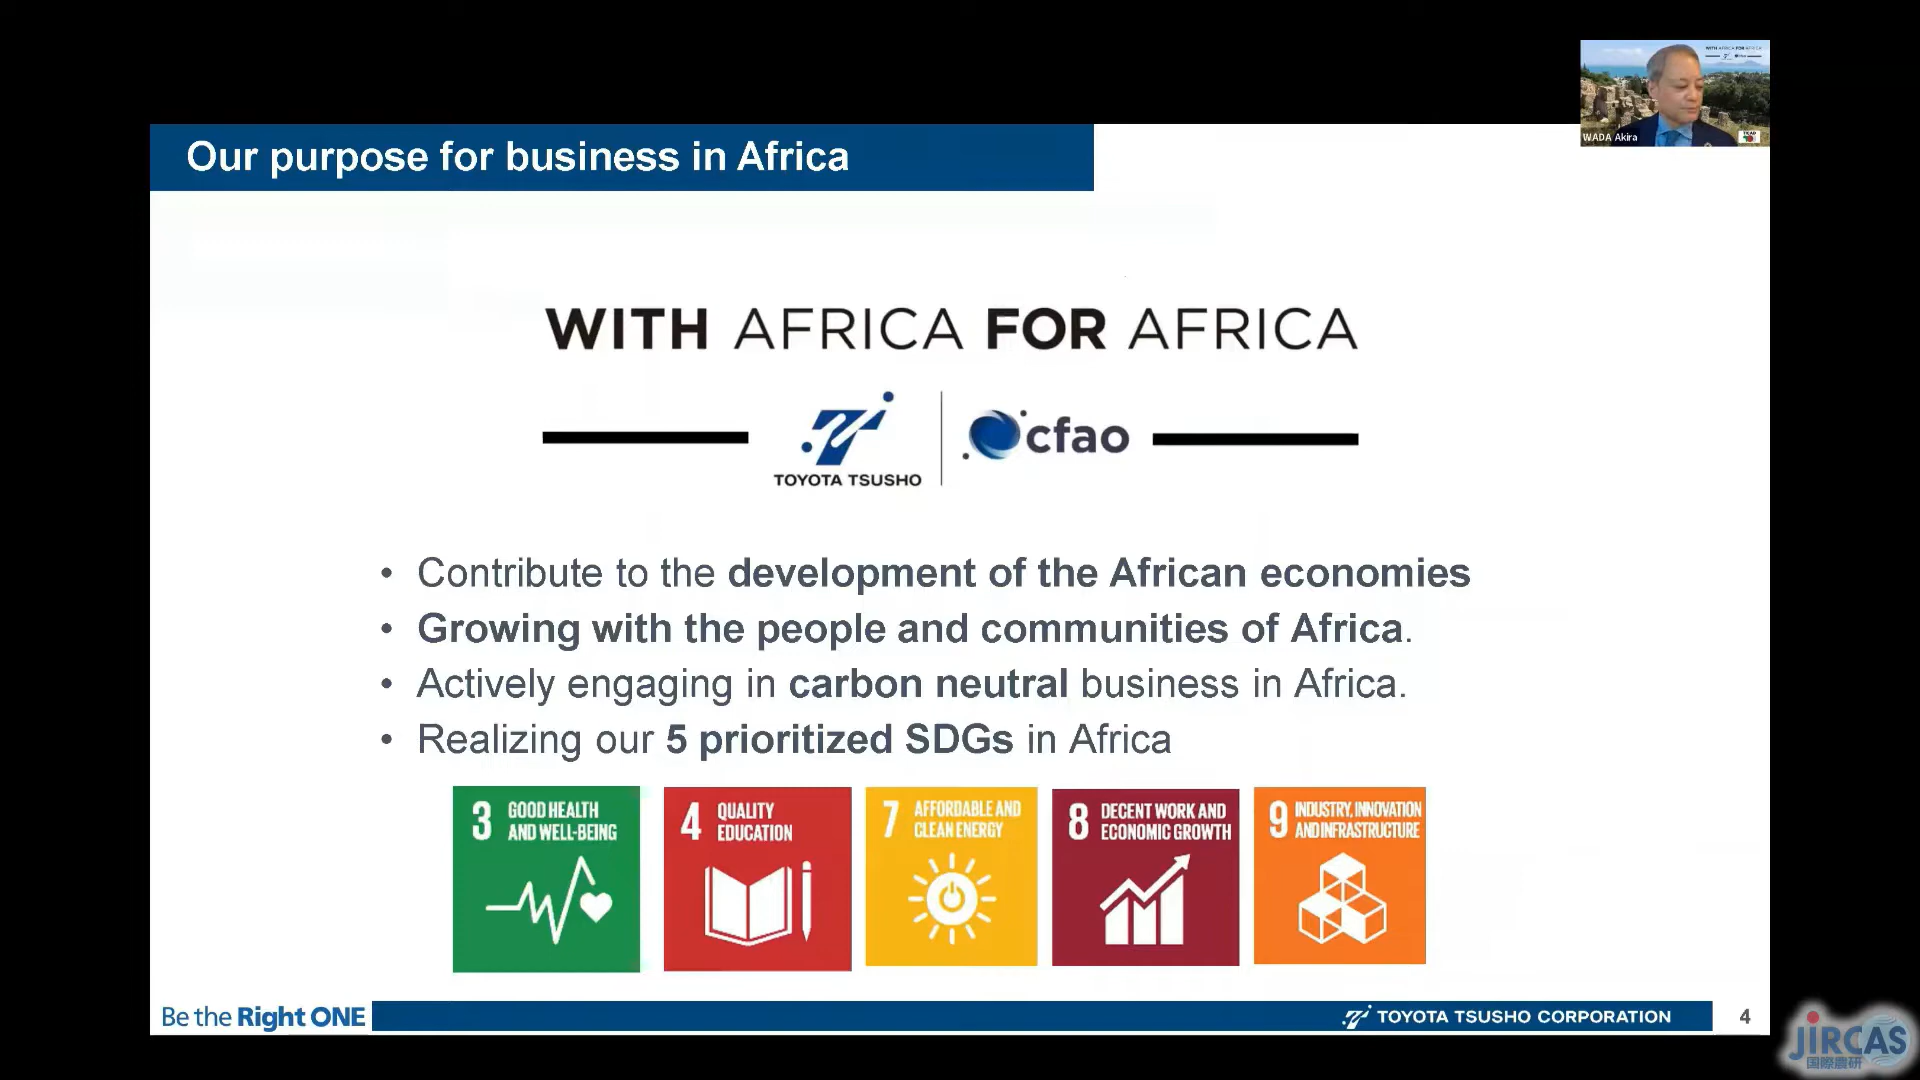 WITH AFRICA FOR AFRICA
WADA Akira
Our purpose for business in Africa
WITH AFRICA FOR AFRICA
TOYOTA TSUSHO
cfao
• Contribute to the development of the African economies
• Growing with the people and communities of Africa.
• Actively engaging in carbon neutral business in Africa.
• Realizing our 5 prioritized SDGs in Africa
3 GOOD HEALTH
AND WELL-BEING
4 QUALITY
EDUCATION
7 AFFORDABLE AND
CLEAN ENERGY
8 DECENT WORK AND
ECONOMIC GROWTH
9 INDUSTRY, INNOVATION
AND INFRASTRUCTURE
Be the Right ONE
TOYOTA TSUSHO CORPORATION
4
JIRCAS
国際農研